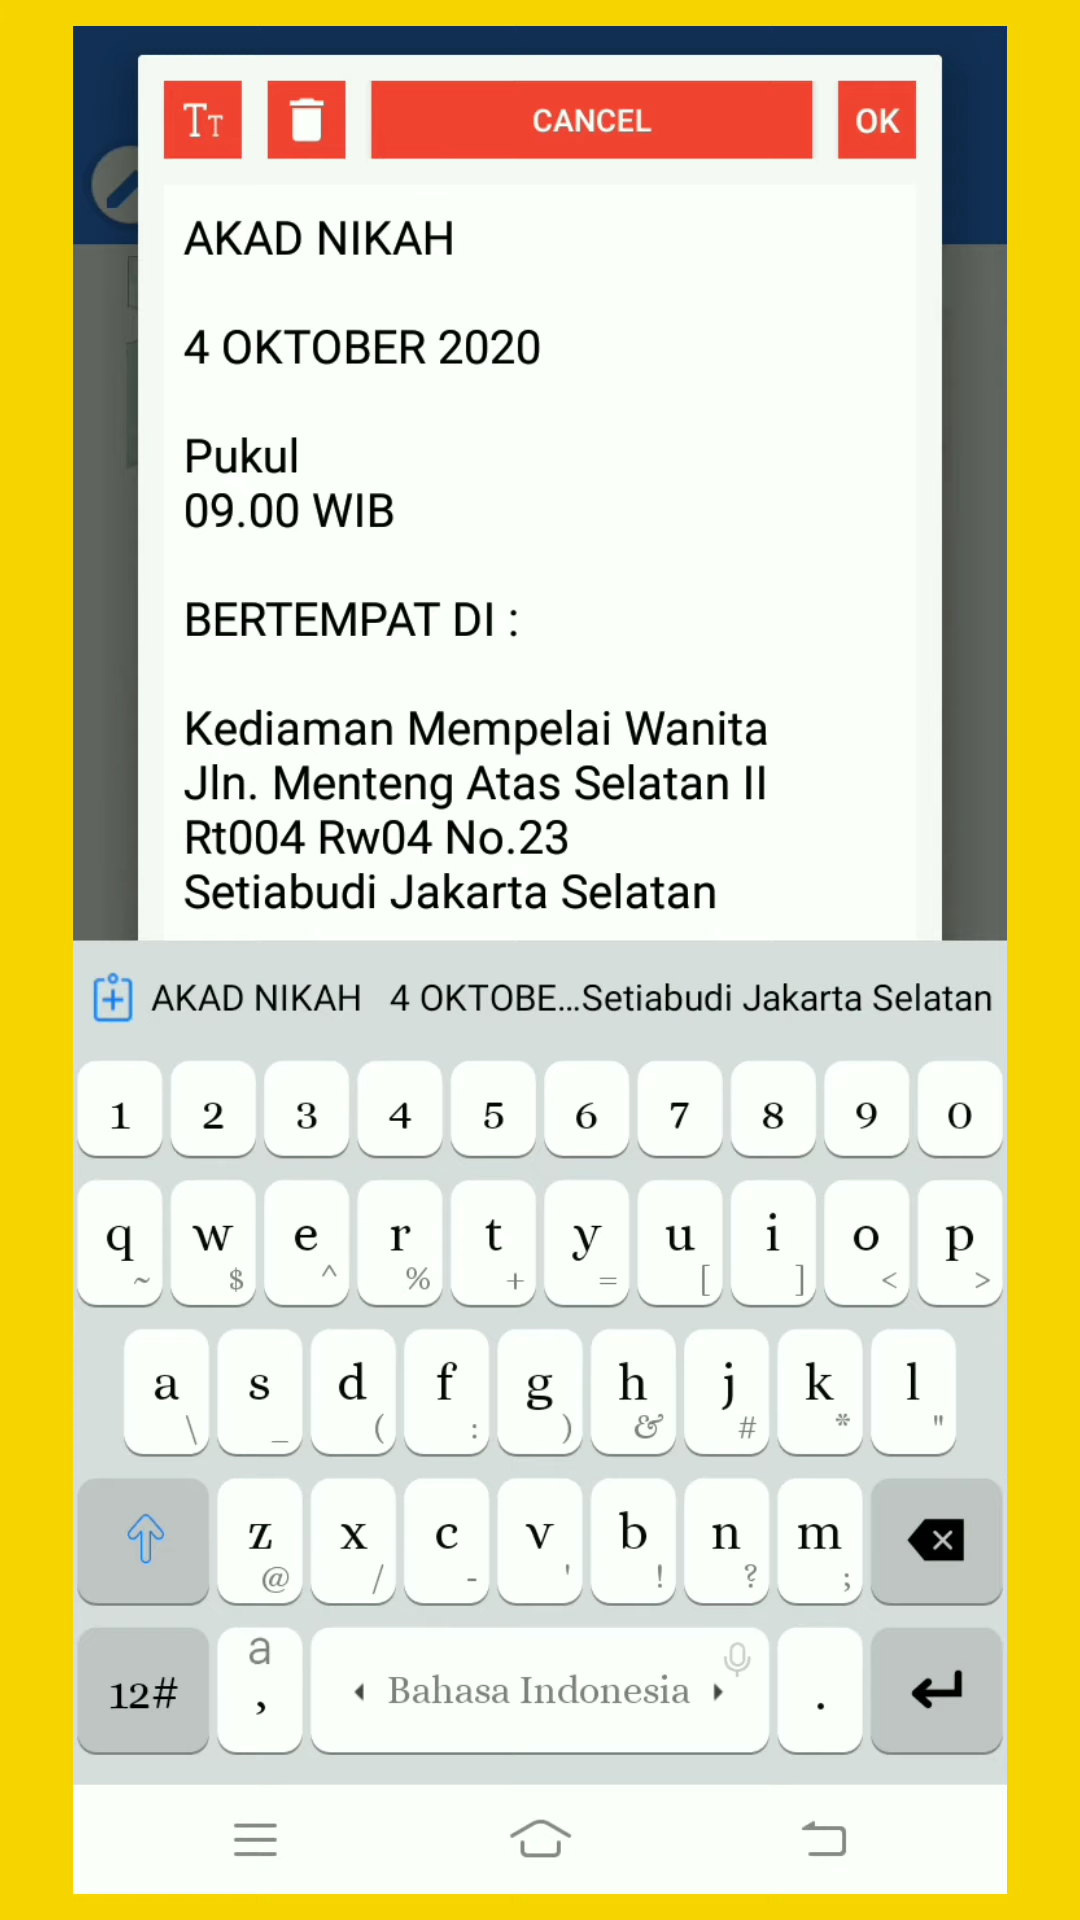 TT
CANCEL
OK
AKAD NIKAH
4 OKTOBER 2020
Pukul
09.00 WIB
BERTEMPAT DI :
Kediaman Mempelai Wanita
Jln. Menteng Atas Selatan II
Rt004 Rw04 No.23
Setiabudi Jakarta Selatan
AKAD NIKAH 4 OKTOBE...Setiabudi Jakarta Selatan
1 2 3 4 5 6 7 8 9 0
q w e r t y u i o p
~ $ ^ % + = [ ] < >
a s d f g h j k l
\ _ ( : ) & # * "
z x c v b n m
@ / - ' ! ? ;
a
12# , Bahasa Indonesia .